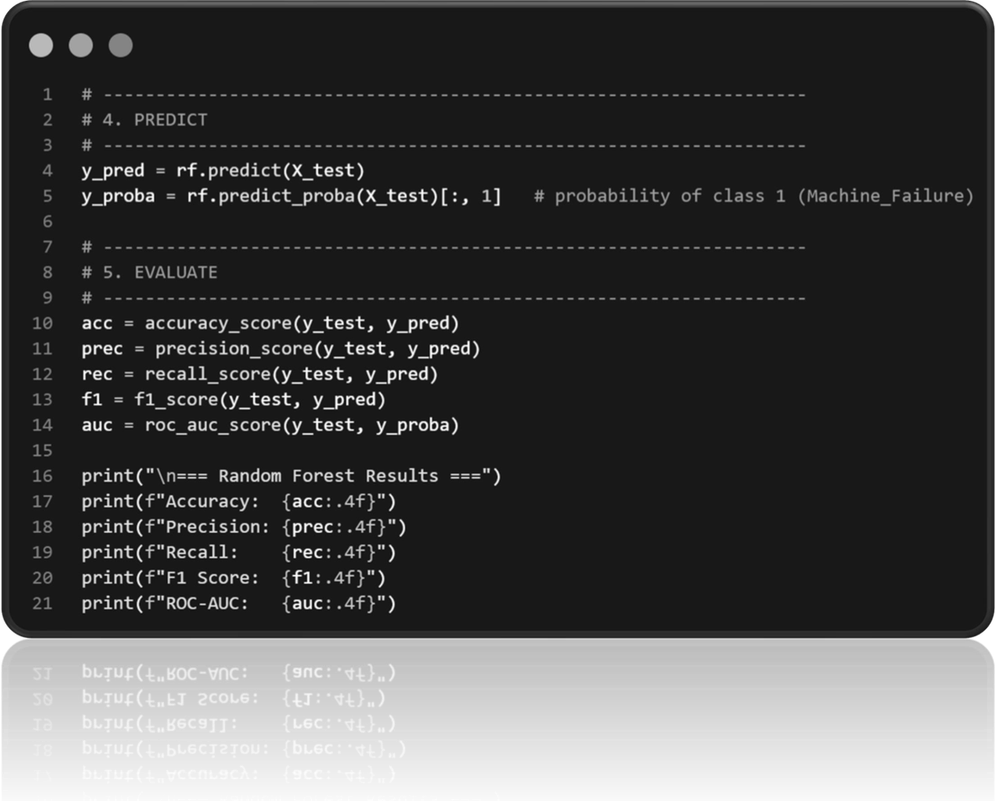 1 # -------------------------------------------------------------------
2 # 4. PREDICT
3 # -------------------------------------------------------------------
4 y_pred = rf.predict(X_test)
5 y_proba = rf.predict_proba(X_test)[:, 1]   # probability of class 1 (Machine_Failure)
6
7 # -------------------------------------------------------------------
8 # 5. EVALUATE
9 # -------------------------------------------------------------------
10 acc = accuracy_score(y_test, y_pred)
11 prec = precision_score(y_test, y_pred)
12 rec = recall_score(y_test, y_pred)
13 f1 = f1_score(y_test, y_pred)
14 auc = roc_auc_score(y_test, y_proba)
15
16 print("\n=== Random Forest Results ===")
17 print(f"Accuracy:  {acc:.4f}")
18 print(f"Precision: {prec:.4f}")
19 print(f"Recall:    {rec:.4f}")
20 print(f"F1 Score:  {f1:.4f}")
21 print(f"ROC-AUC:   {auc:.4f}")